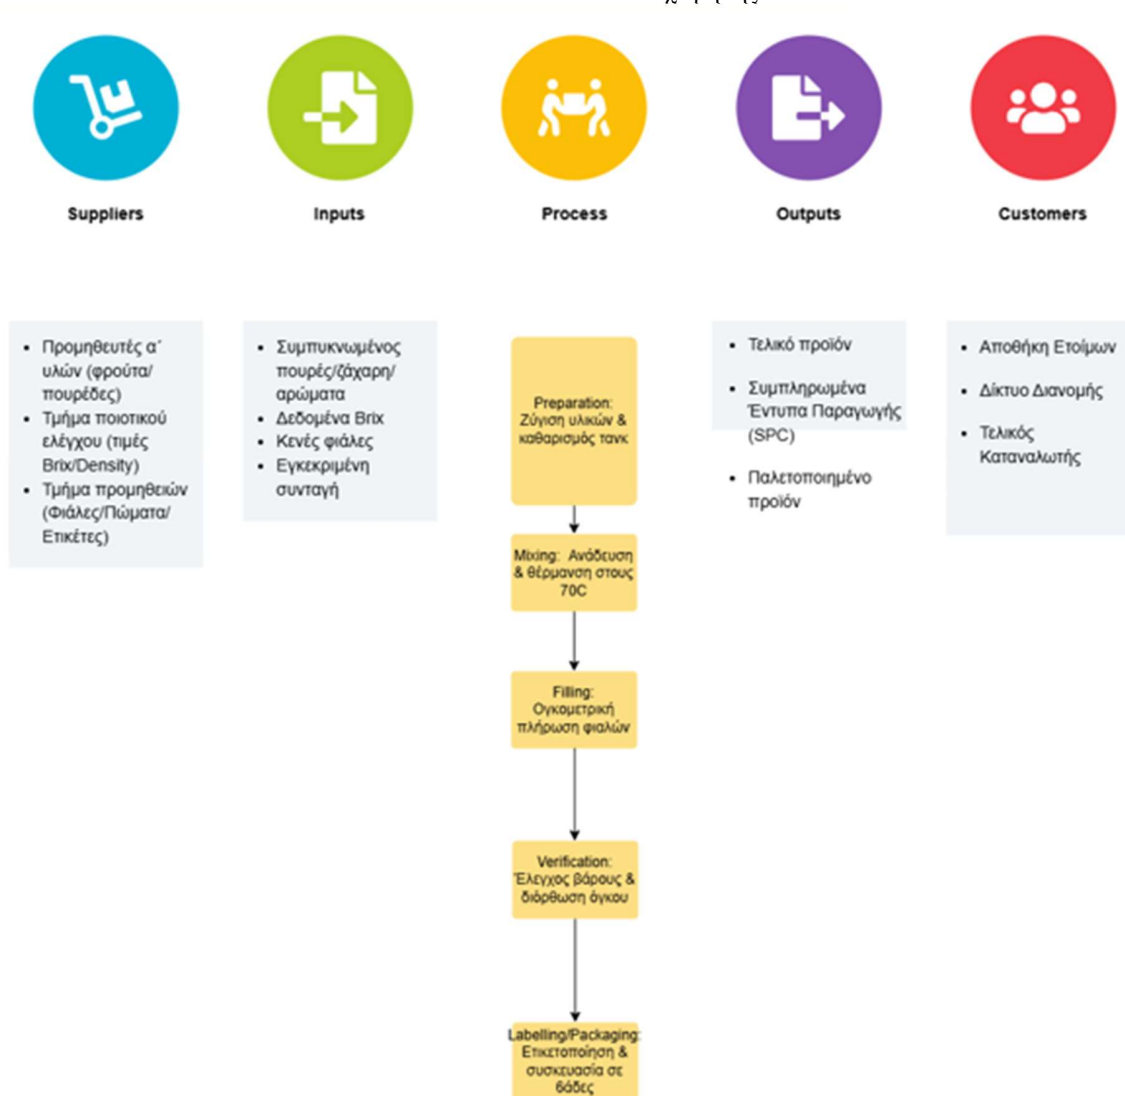 Suppliers
Inputs
Process
Outputs
Customers
• Προμηθευτές α΄
υλών (φρούτα/
πουρέδες)
• Τμήμα ποιοτικού
ελέγχου (τιμές
Brix/Density)
• Τμήμα προμηθειών
(Φιάλες/Πώματα/
Ετικέτες)
• Συμπυκνωμένος
πουρές/ζάχαρη/
αρώματα
• Δεδομένα Brix
• Κενές φιάλες
• Εγκεκριμένη
συνταγή
Preparation:
Ζύγιση υλικών &
καθαρισμός τανκ
Mixing: Ανάδευση
& θέρμανση στους
70C
Filling:
Ογκομετρική
πλήρωση φιαλών
Verification:
Έλεγχος βάρους &
διόρθωση όγκου
Labelling/Packaging:
Ετικετοποίηση &
συσκευασία σε
6άδες
• Τελικό προϊόν
• Συμπληρωμένα
Έντυπα Παραγωγής
(SPC)
• Παλετοποιημένο
προϊόν
• Αποθήκη Ετοίμων
• Δίκτυο Διανομής
• Τελικός
Καταναλωτής